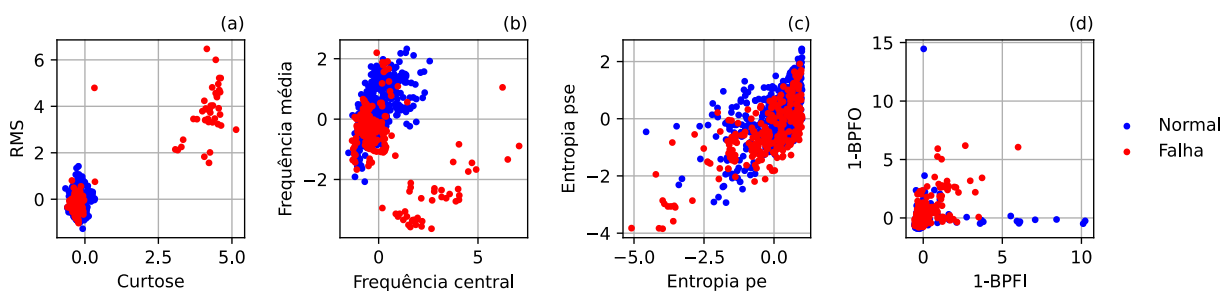 (a)
RMS
6
4
2
0
0.0
2.5
5.0
Curtose
(b)
Frequência média
2
0
−2
0
5
Frequência central
(c)
Entropia pse
2
0
−2
−4
−5.0
−2.5
0.0
Entropia pe
(d)
1-BPFO
15
10
5
0
0
5
10
1-BPFI
Normal
Falha